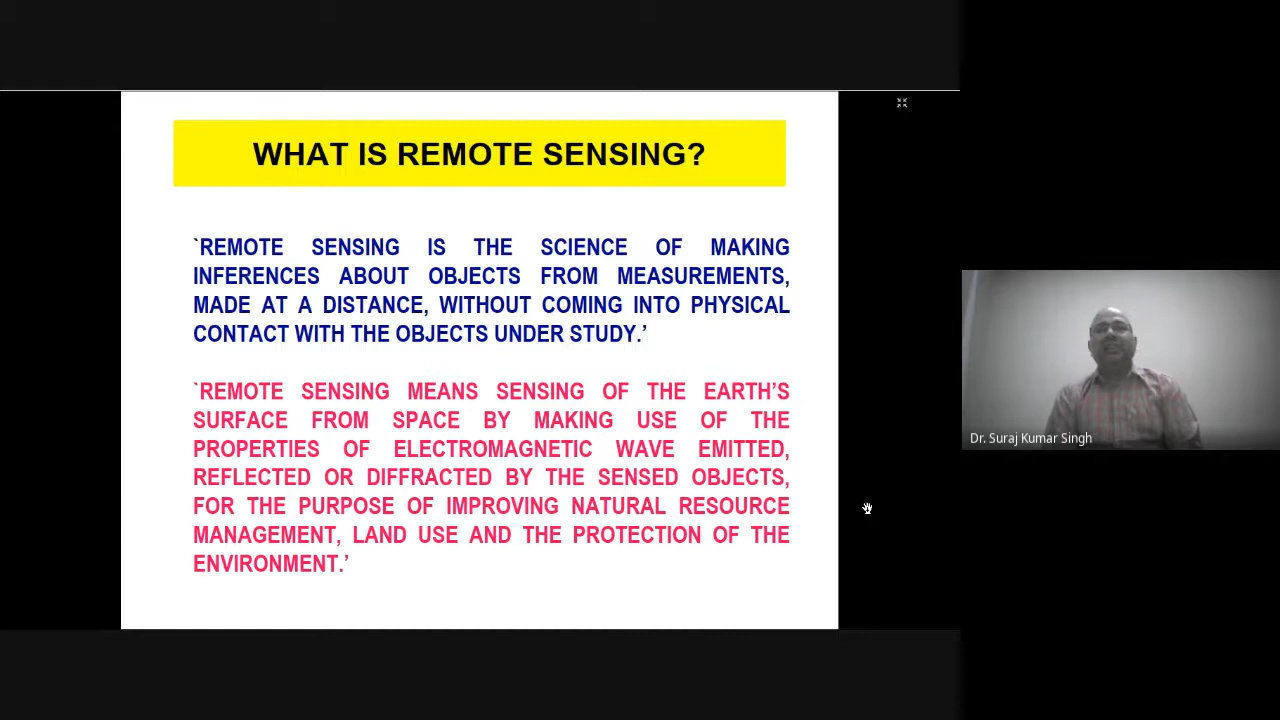 WHAT IS REMOTE SENSING?
`REMOTE SENSING IS THE SCIENCE OF MAKING
INFERENCES ABOUT OBJECTS FROM MEASUREMENTS,
MADE AT A DISTANCE, WITHOUT COMING INTO PHYSICAL
CONTACT WITH THE OBJECTS UNDER STUDY.’
`REMOTE SENSING MEANS SENSING OF THE EARTH’S
SURFACE FROM SPACE BY MAKING USE OF THE
PROPERTIES OF ELECTROMAGNETIC WAVE EMITTED,
REFLECTED OR DIFFRACTED BY THE SENSED OBJECTS,
FOR THE PURPOSE OF IMPROVING NATURAL RESOURCE
MANAGEMENT, LAND USE AND THE PROTECTION OF THE
ENVIRONMENT.’
Dr. Suraj Kumar Singh